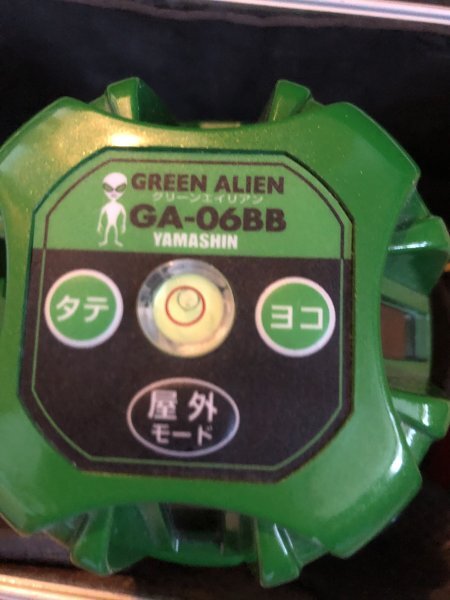 GREEN ALIEN
グリーンエイリアン
GA-06BB
YAMASHIN
タテ
ヨコ
屋外
モード